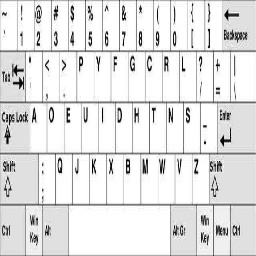 ~ ! @ # $ % ^ & * ( ) { }
` 1 2 3 4 5 6 7 8 9 0 [ ] Backspace
Tab " < > P Y F G C R L ? + |
' , . / = \
Caps Lock A O E U I D H T N S _ Enter
-
Shift : Q J K X B M W V Z Shift
;
Ctrl Win Key Alt Alt Gr Win Key Menu Ctrl